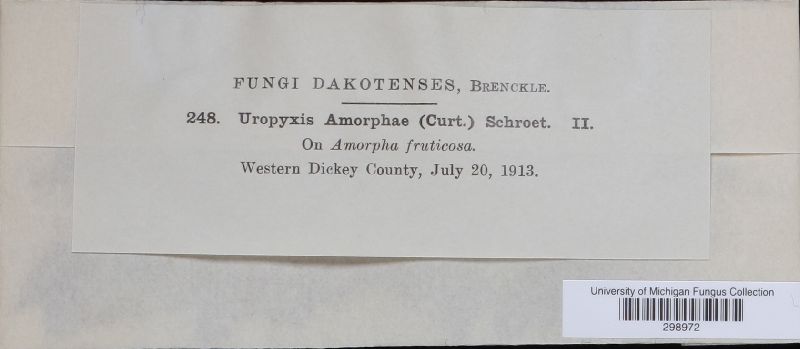 FUNGI DAKOTENSES, BRENCKLE.
248. Uropyxis Amorphae (Curt.) Schroet. II.
On Amorpha fruticosa.
Western Dickey County, July 20, 1913.
University of Michigan Fungus Collection
298972